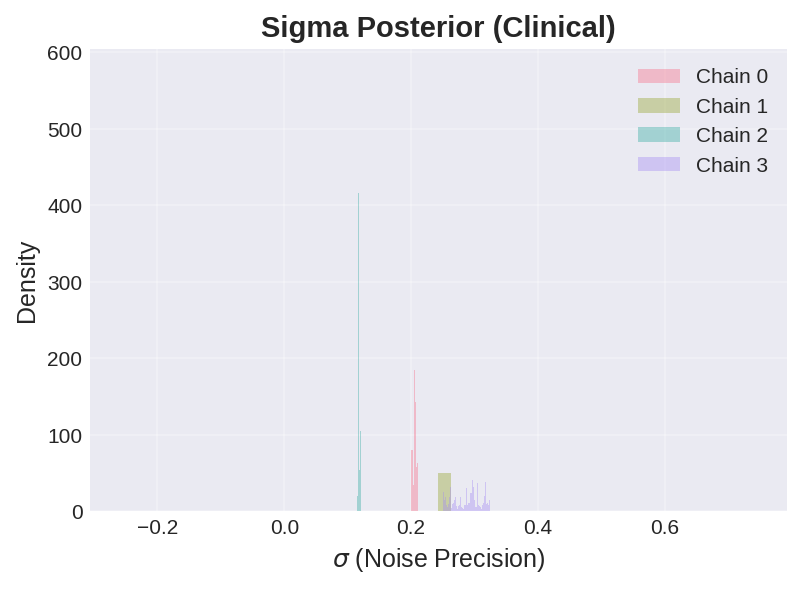 Sigma Posterior (Clinical)
600
500
400
300
200
100
0
Density
Chain 0
Chain 1
Chain 2
Chain 3
−0.2
0.0
0.2
0.4
0.6
σ (Noise Precision)